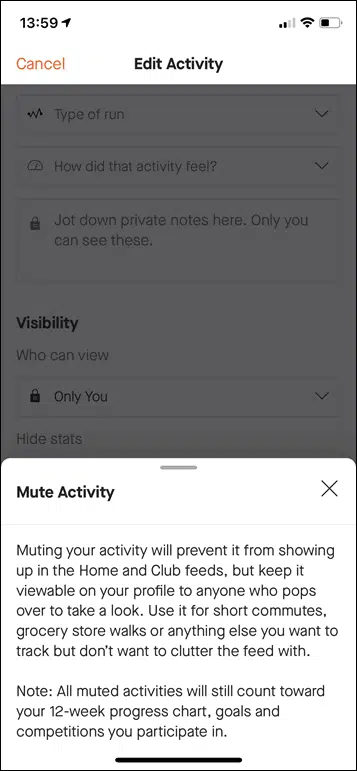 13:59
Cancel
Edit Activity
Type of run
How did that activity feel?
Jot down private notes here. Only you
can see these.
Visibility
Who can view
Only You
Hide stats
Mute Activity
Muting your activity will prevent it from showing
up in the Home and Club feeds, but keep it
viewable on your profile to anyone who pops
over to take a look. Use it for short commutes,
grocery store walks or anything else you want to
track but don’t want to clutter the feed with.
Note: All muted activities will still count toward
your 12-week progress chart, goals and
competitions you participate in.